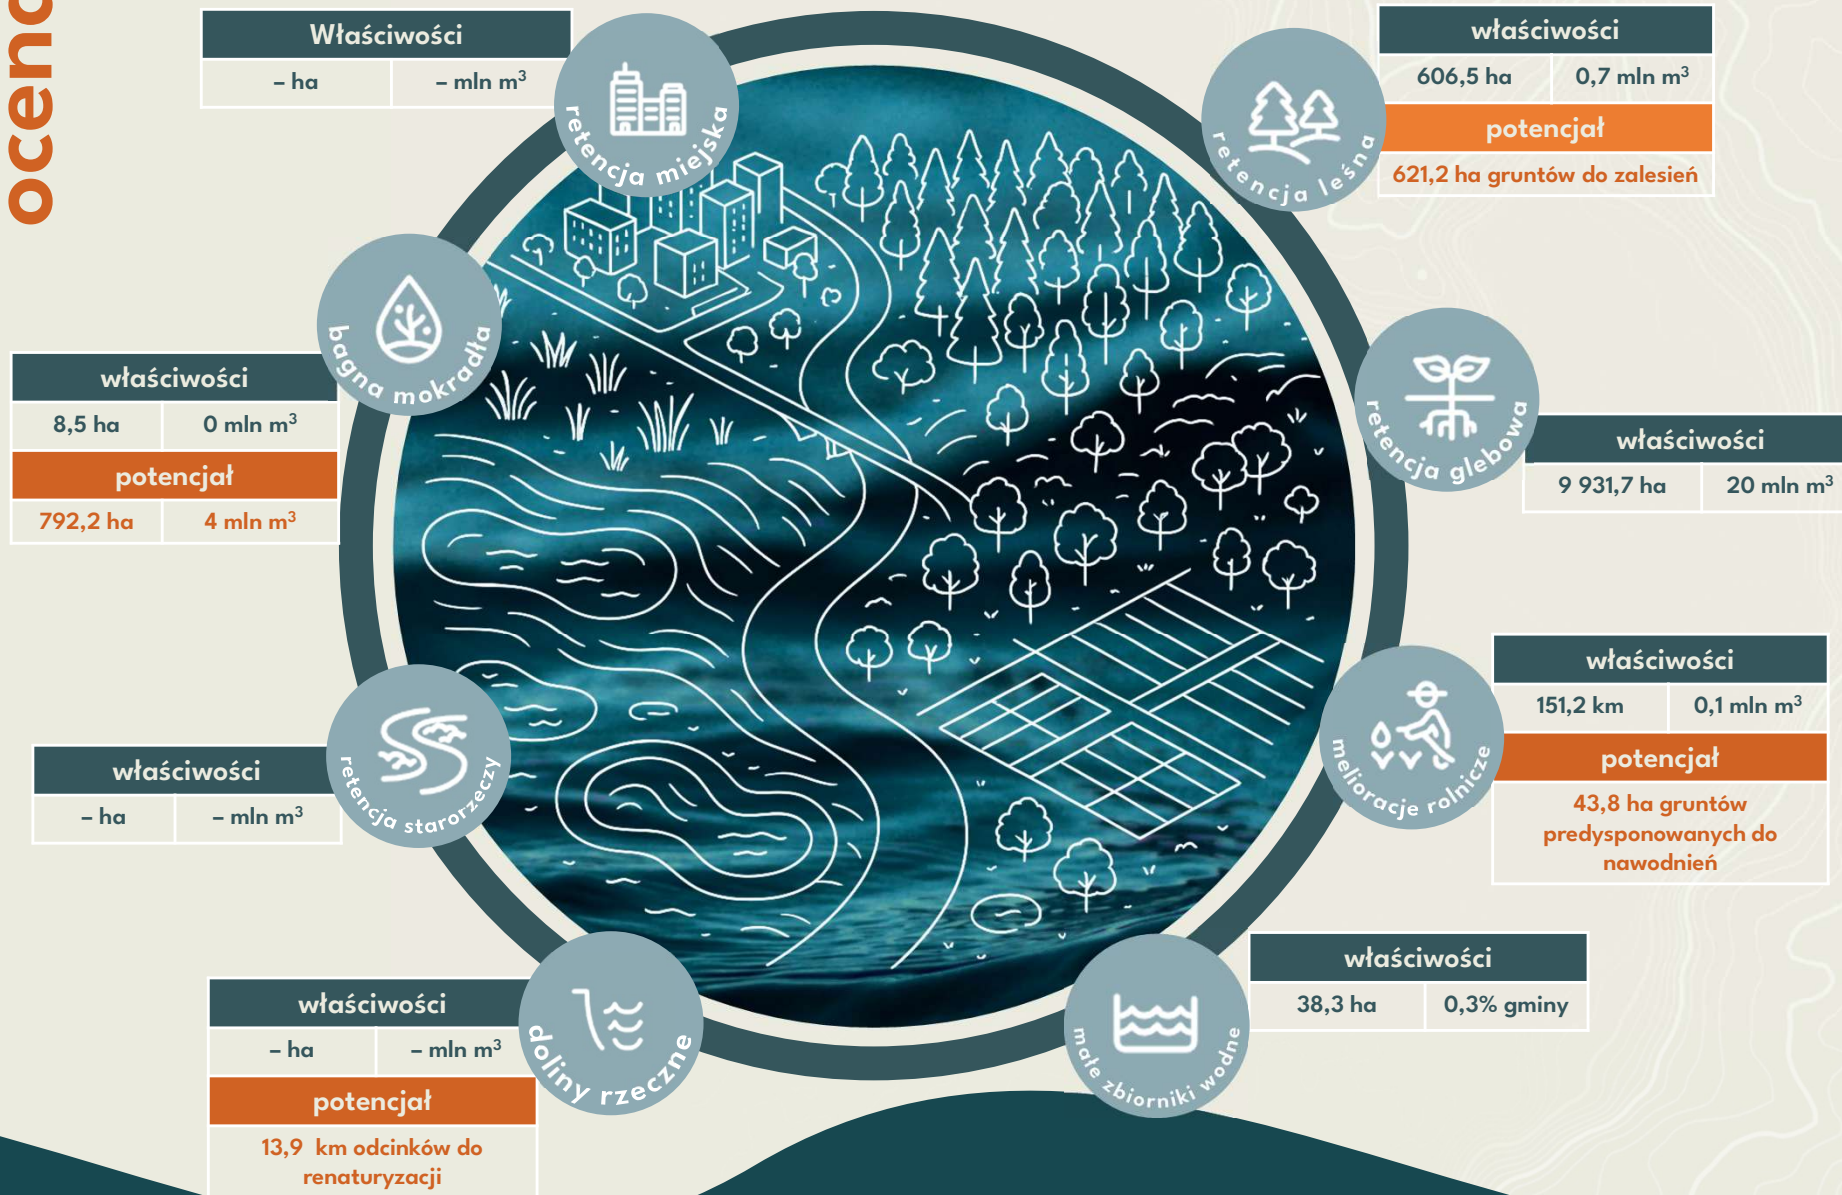 ocena
Właściwości
– ha – mln m³
retencja miejska
właściwości
606,5 ha 0,7 mln m³
potencjał
621,2 ha gruntów do zalesień
retencja leśna
bagna mokradła
właściwości
8,5 ha 0 mln m³
potencjał
792,2 ha 4 mln m³
retencja glebowa
właściwości
9 931,7 ha 20 mln m³
właściwości
151,2 km 0,1 mln m³
potencjał
43,8 ha gruntów
predysponowanych do
nawodnień
melioracje rolnicze
właściwości
– ha – mln m³
retencja starorzeczy
właściwości
38,3 ha 0,3% gminy
małe zbiorniki wodne
właściwości
– ha – mln m³
potencjał
13,9 km odcinków do
renaturyzacji
doliny rzeczne